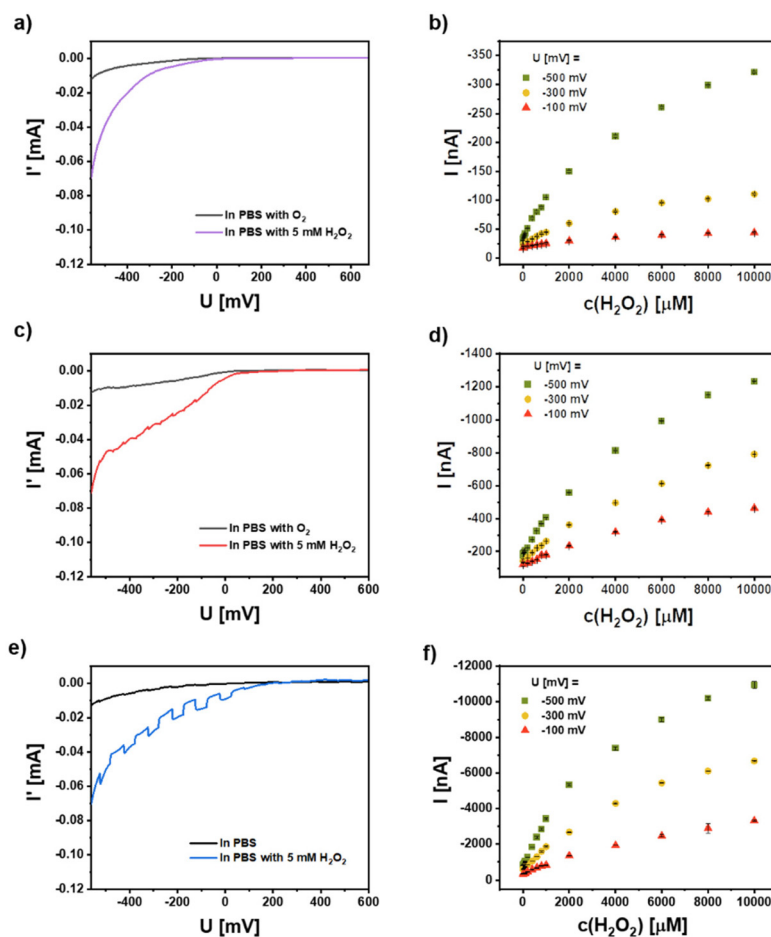 a)
0.00
-0.02
-0.04
-0.06
-0.08
-0.10
-0.12
I' [mA]
In PBS with O₂
In PBS with 5 mM H₂O₂
-400 -200 0 200 400 600
U [mV]
b)
-350
-300
-250
-200
-150
-100
-50
0
I [nA]
U [mV] =
-500 mV
-300 mV
-100 mV
0 2000 4000 6000 8000 10000
c(H₂O₂) [μM]
c)
0.00
-0.02
-0.04
-0.06
-0.08
-0.10
-0.12
I' [mA]
In PBS with O₂
In PBS with 5 mM H₂O₂
-400 -200 0 200 400 600
U [mV]
d)
-1400
-1200
-1000
-800
-600
-400
-200
I [nA]
U [mV] =
-500 mV
-300 mV
-100 mV
0 2000 4000 6000 8000 10000
c(H₂O₂) [μM]
e)
0.00
-0.02
-0.04
-0.06
-0.08
-0.10
-0.12
I' [mA]
In PBS
In PBS with 5 mM H₂O₂
-400 -200 0 200 400 600
U [mV]
f)
-12000
-10000
-8000
-6000
-4000
-2000
0
I [nA]
U [mV] =
-500 mV
-300 mV
-100 mV
0 2000 4000 6000 8000 10000
c(H₂O₂) [μM]